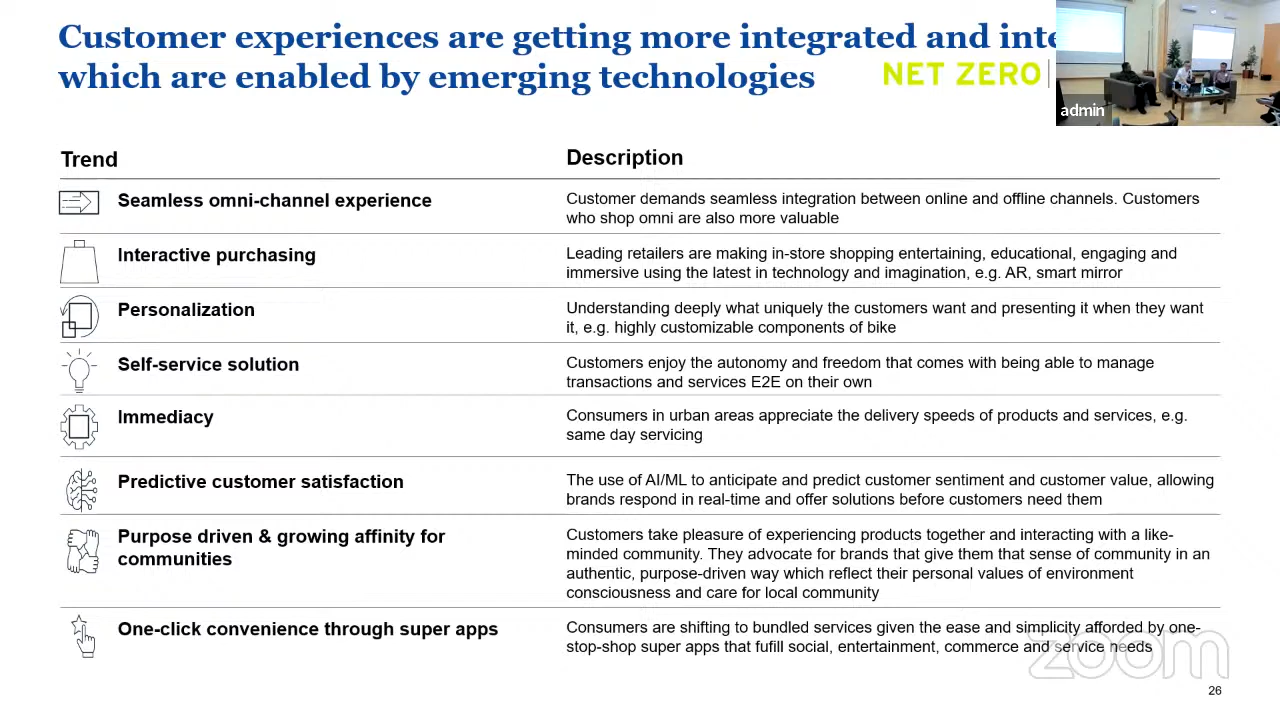 Customer experiences are getting more integrated and inte
which are enabled by emerging technologies
NET ZERO
admin
Trend
Description
Seamless omni-channel experience
Customer demands seamless integration between online and offline channels. Customers
who shop omni are also more valuable
Interactive purchasing
Leading retailers are making in-store shopping entertaining, educational, engaging and
immersive using the latest in technology and imagination, e.g. AR, smart mirror
Personalization
Understanding deeply what uniquely the customers want and presenting it when they want
it, e.g. highly customizable components of bike
Self-service solution
Customers enjoy the autonomy and freedom that comes with being able to manage
transactions and services E2E on their own
Immediacy
Consumers in urban areas appreciate the delivery speeds of products and services, e.g.
same day servicing
Predictive customer satisfaction
The use of AI/ML to anticipate and predict customer sentiment and customer value, allowing
brands respond in real-time and offer solutions before customers need them
Purpose driven & growing affinity for
communities
Customers take pleasure of experiencing products together and interacting with a like-
minded community. They advocate for brands that give them that sense of community in an
authentic, purpose-driven way which reflect their personal values of environment
consciousness and care for local community
One-click convenience through super apps
Consumers are shifting to bundled services given the ease and simplicity afforded by one-
stop-shop super apps that fufill social, entertainment, commerce and service needs
zoom
26